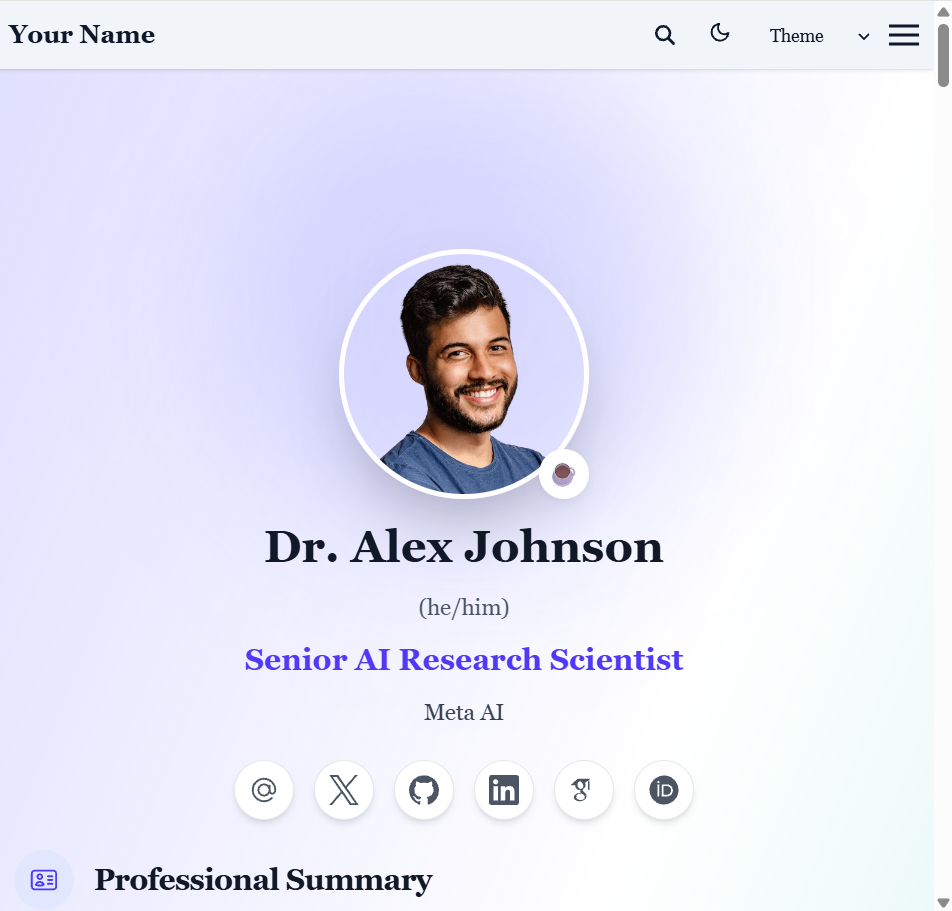 Your Name
Theme
Dr. Alex Johnson
(he/him)
Senior AI Research Scientist
Meta AI
Professional Summary